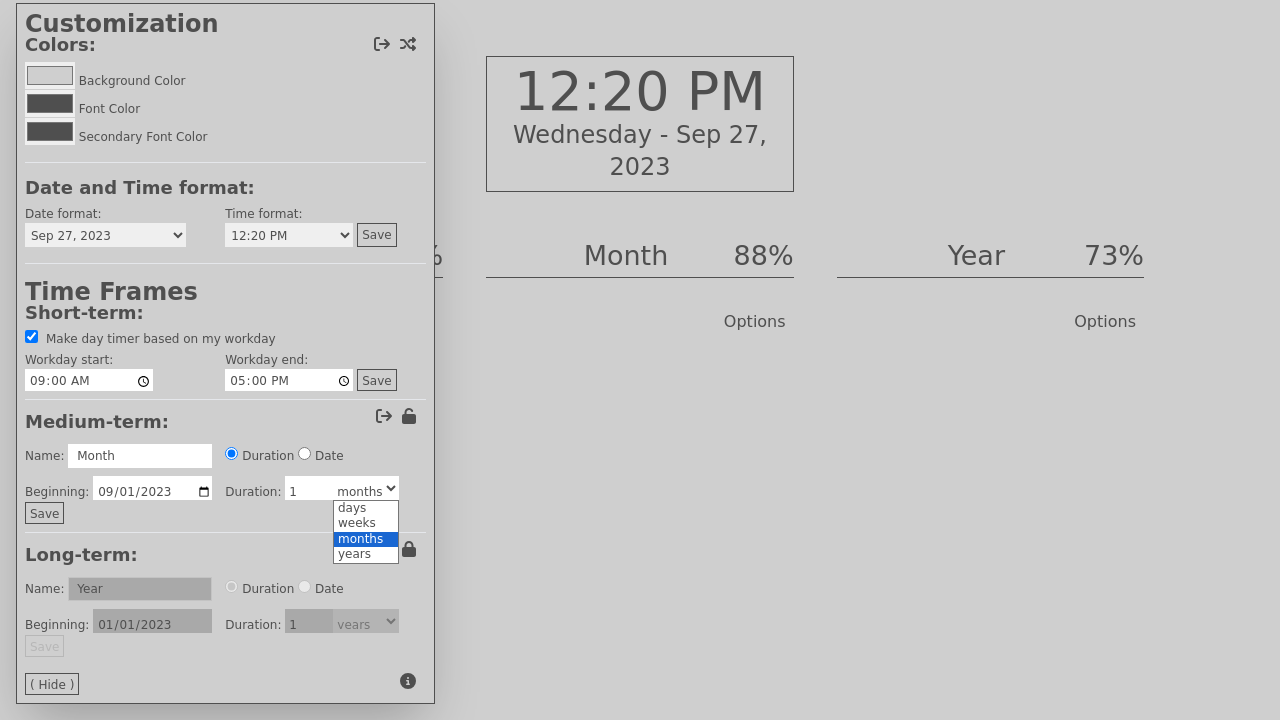 Customization
Colors:
Background Color
Font Color
Secondary Font Color
Date and Time format:
Date format:
Time format:
Sep 27, 2023
12:20 PM
Save
Time Frames
Short-term:
Make day timer based on my workday
Workday start:
Workday end:
09:00 AM
05:00 PM
Save
Medium-term:
Name: Month
Duration
Date
Beginning: 09/01/2023
Duration: 1 months
Save
days
weeks
months
years
Long-term:
Name: Year
Duration
Date
Beginning: 01/01/2023
Duration: 1 years
Save
( Hide )
12:20 PM
Wednesday - Sep 27,
2023
%
Month 88%
Options
Year 73%
Options